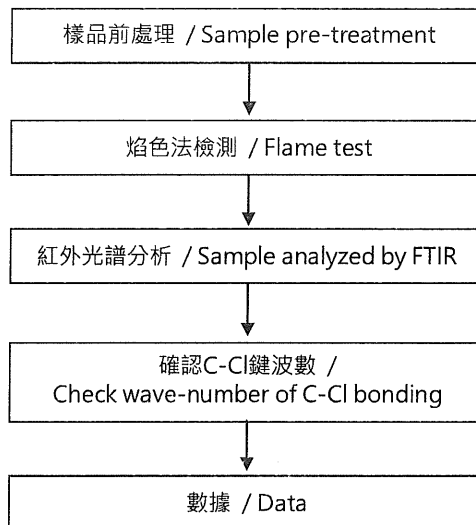 樣品前處理 / Sample pre-treatment
焰色法檢測 / Flame test
紅外光譜分析 / Sample analyzed by FTIR
確認C-Cl鍵波數 /
Check wave-number of C-Cl bonding
數據 / Data